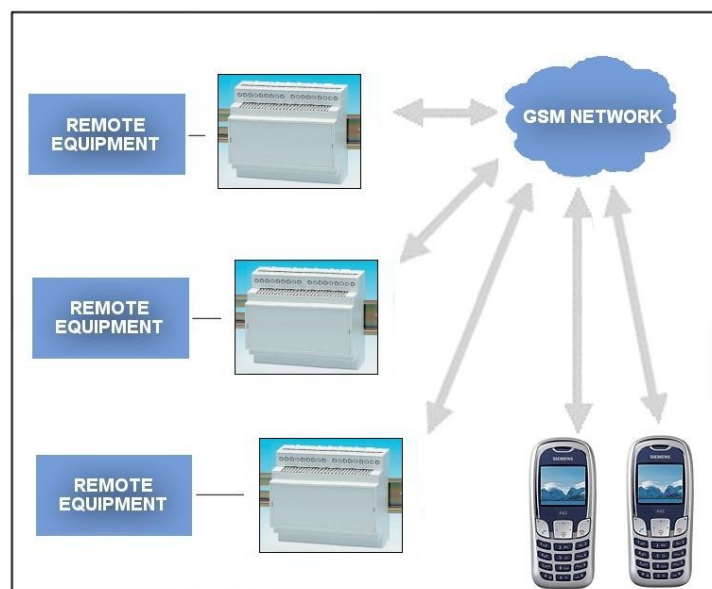 REMOTE
EQUIPMENT
GSM NETWORK
REMOTE
EQUIPMENT
REMOTE
EQUIPMENT
SIEMENS
SIEMENS